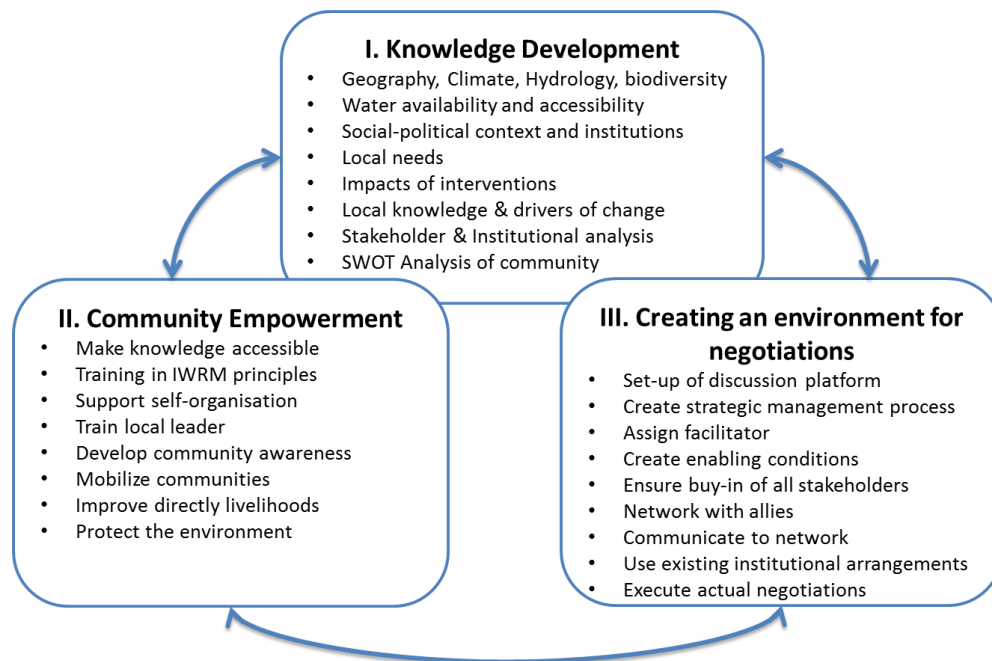 I. Knowledge Development
• Geography, Climate, Hydrology, biodiversity
• Water availability and accessibility
• Social-political context and institutions
• Local needs
• Impacts of interventions
• Local knowledge & drivers of change
• Stakeholder & Institutional analysis
• SWOT Analysis of community
II. Community Empowerment
• Make knowledge accessible
• Training in IWRM principles
• Support self-organisation
• Train local leader
• Develop community awareness
• Mobilize communities
• Improve directly livelihoods
• Protect the environment
III. Creating an environment for
negotiations
• Set-up of discussion platform
• Create strategic management process
• Assign facilitator
• Create enabling conditions
• Ensure buy-in of all stakeholders
• Network with allies
• Communicate to network
• Use existing institutional arrangements
• Execute actual negotiations